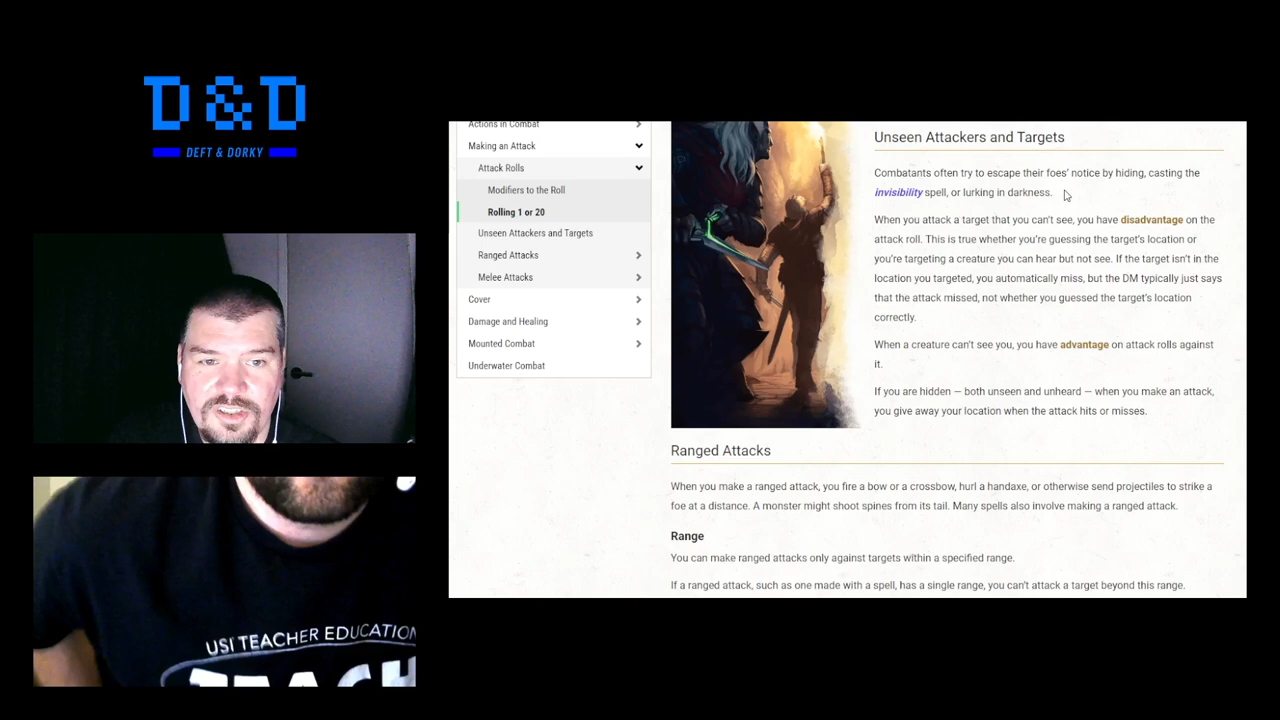 D&D
DEFT & DORKY
Actions in Combat
Making an Attack
Attack Rolls
Modifiers to the Roll
Rolling 1 or 20
Unseen Attackers and Targets
Ranged Attacks
Melee Attacks
Cover
Damage and Healing
Mounted Combat
Underwater Combat
Unseen Attackers and Targets
Combatants often try to escape their foes’ notice by hiding, casting the
invisibility spell, or lurking in darkness.
When you attack a target that you can’t see, you have disadvantage on the
attack roll. This is true whether you’re guessing the target’s location or
you’re targeting a creature you can hear but not see. If the target isn’t in the
location you targeted, you automatically miss, but the DM typically just says
that the attack missed, not whether you guessed the target’s location
correctly.
When a creature can’t see you, you have advantage on attack rolls against
it.
If you are hidden — both unseen and unheard — when you make an attack,
you give away your location when the attack hits or misses.
Ranged Attacks
When you make a ranged attack, you fire a bow or a crossbow, hurl a handaxe, or otherwise send projectiles to strike a
foe at a distance. A monster might shoot spines from its tail. Many spells also involve making a ranged attack.
Range
You can make ranged attacks only against targets within a specified range.
If a ranged attack, such as one made with a spell, has a single range, you can’t attack a target beyond this range.
USI TEACHER EDUCATION